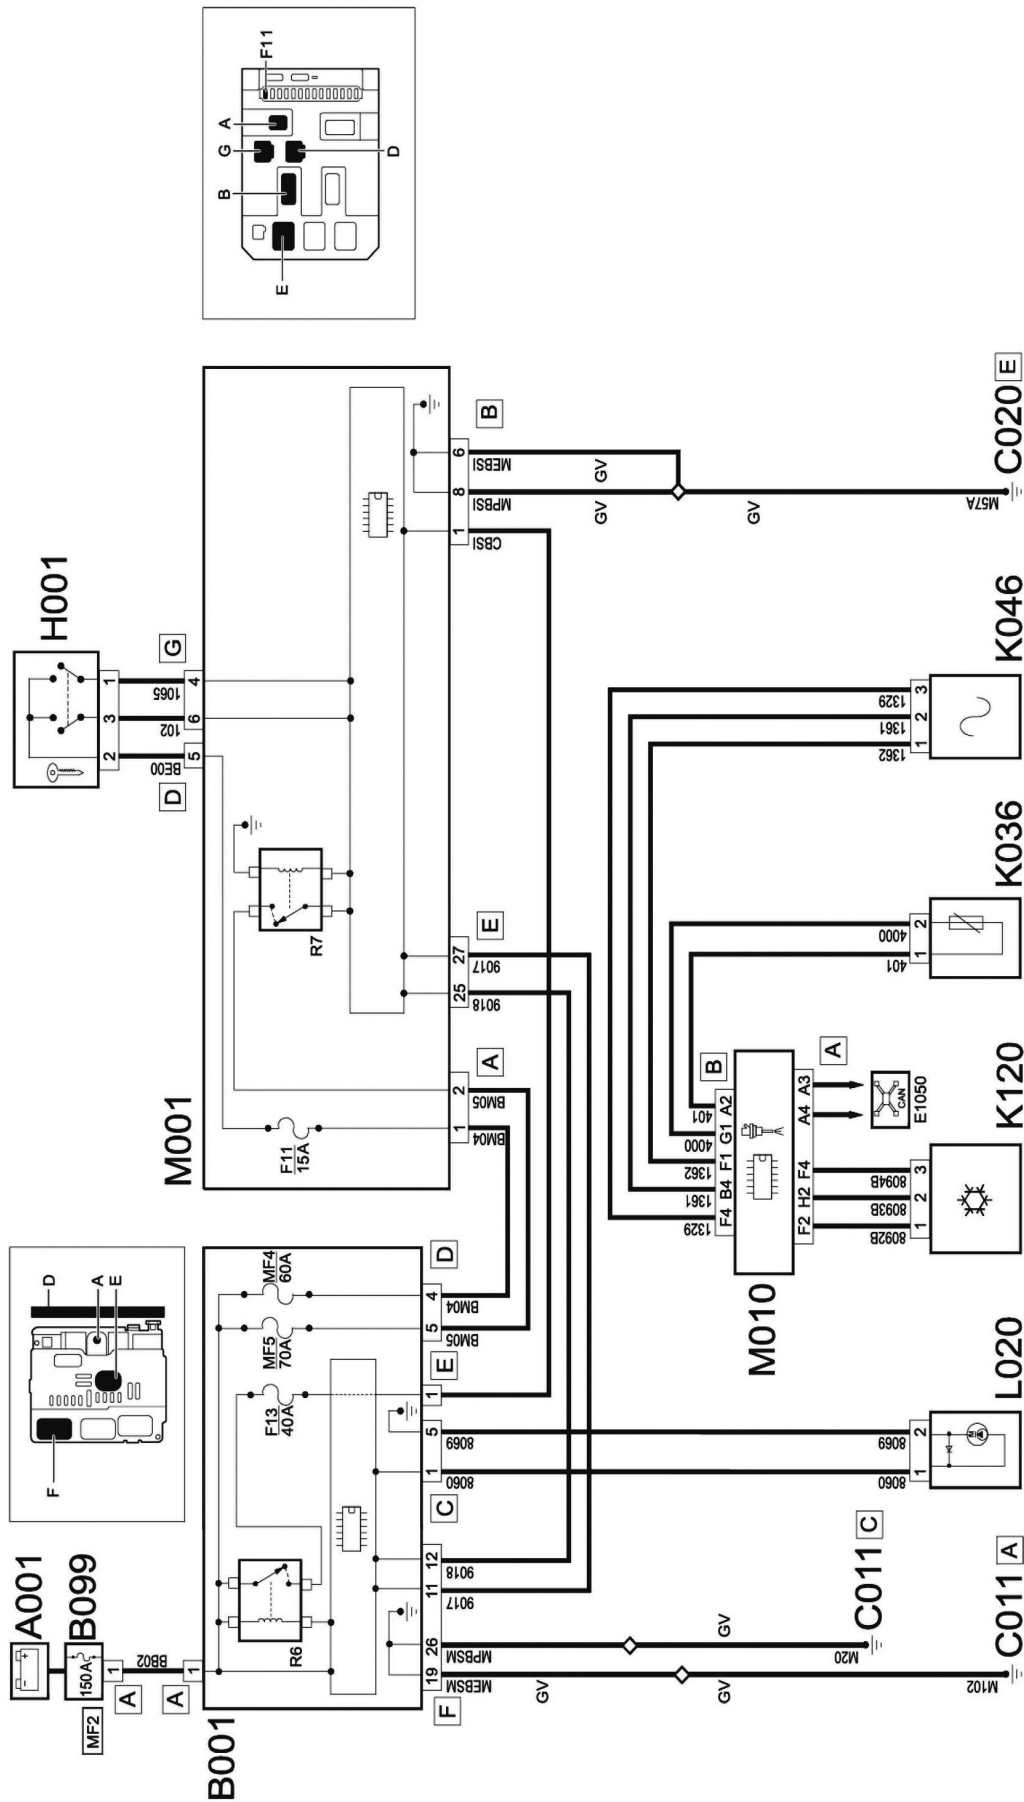 A001
B099
150A
MF2
1
A
BB02
A
1
B001
R6
F13
40A
MF5
70A
MF4
60A
F
19
26
11
12
C
1
5
E
1
5
4
D
MEBSM
MPBSM
9017
9018
8060
8069
BM05
BM04
F
D
A
E
M001
F11
15A
R7
H001
2
3
1
BE00
102
1065
D
5
6
4
G
1
2
A
BM04
BM05
25
27
E
9018
9017
1
8
6
B
CBSI
MPBSI
MEBSI
GV
GV
GV
M57A
C020 E
E
B
G
A
D
F11
GV
GV
M102
C011 A
GV
M20
C011 C
8060
8069
1
2
L020
M010
F4
B4
F1
G1
A2
B
1329
1361
1362
4000
401
F2
H2
F4
A4
A3
A
CAN
E1050
8092B
8093B
8094B
1
2
3
K120
401
4000
1
2
K036
1362
1361
1329
1
2
3
K046
M